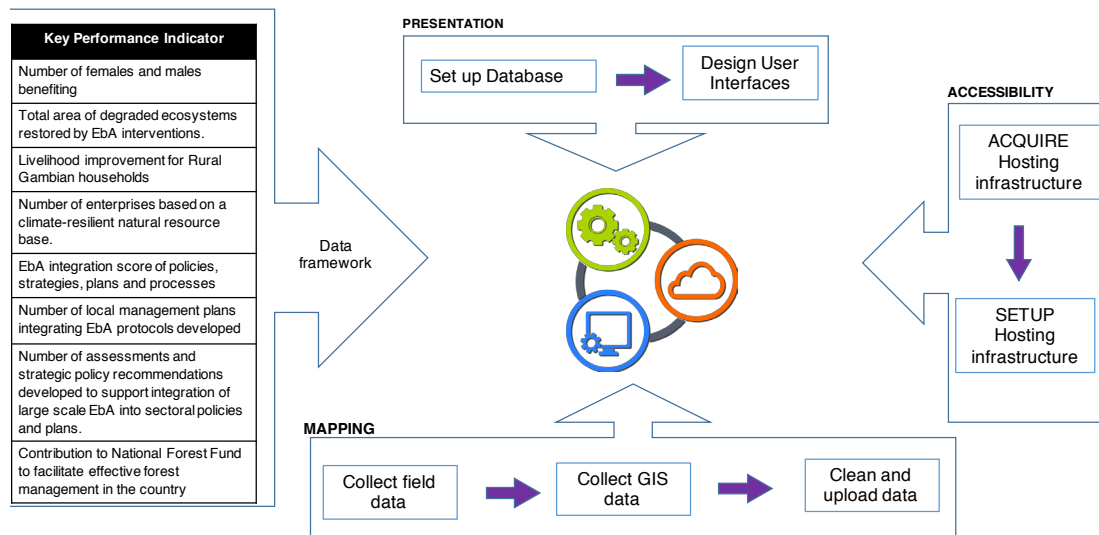 Key Performance Indicator
Number of females and males
benefiting
Total area of degraded ecosystems
restored by EbA interventions.
Livelihood improvement for Rural
Gambian households
Number of enterprises based on a
climate-resilient natural resource
base.
EbA integration score of policies,
strategies, plans and processes
Number of local management plans
integrating EbA protocols developed
Number of assessments and
strategic policy recommendations
developed to support integration of
large scale EbA into sectoral policies
and plans.
Contribution to National Forest Fund
to facilitate effective forest
management in the country
Data
framework
PRESENTATION
Set up Database
Design User
Interfaces
ACCESSIBILITY
ACQUIRE
Hosting
infrastructure
SETUP
Hosting
infrastructure
MAPPING
Collect field
data
Collect GIS
data
Clean and
upload data